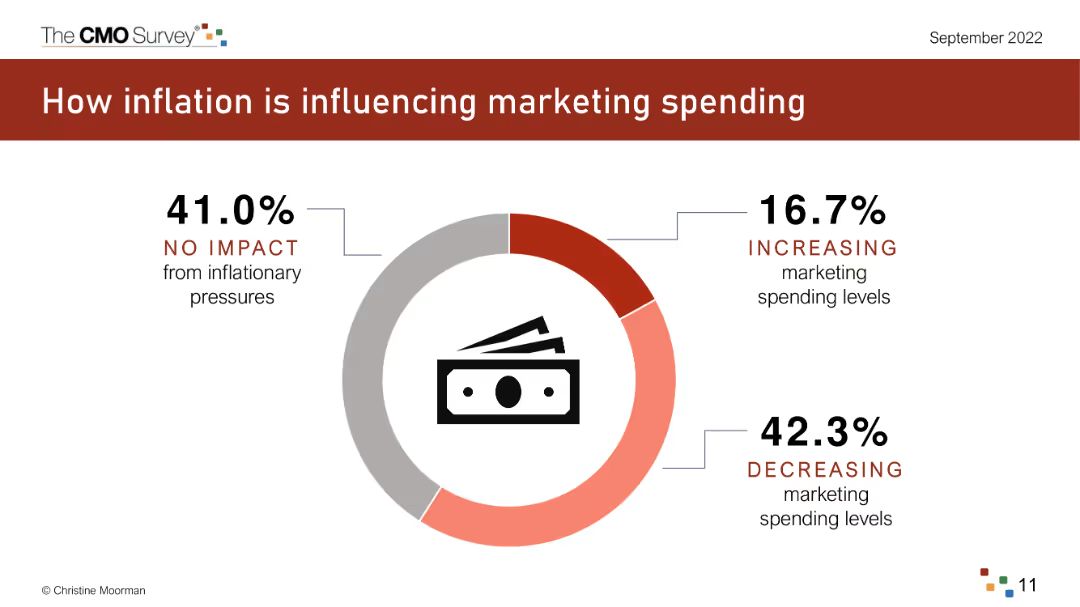 The CMO Survey®
September 2022
How inflation is influencing marketing spending
41.0%
NO IMPACT
from inflationary
pressures
16.7%
INCREASING
marketing
spending levels
42.3%
DECREASING
marketing
spending levels
© Christine Moorman
11